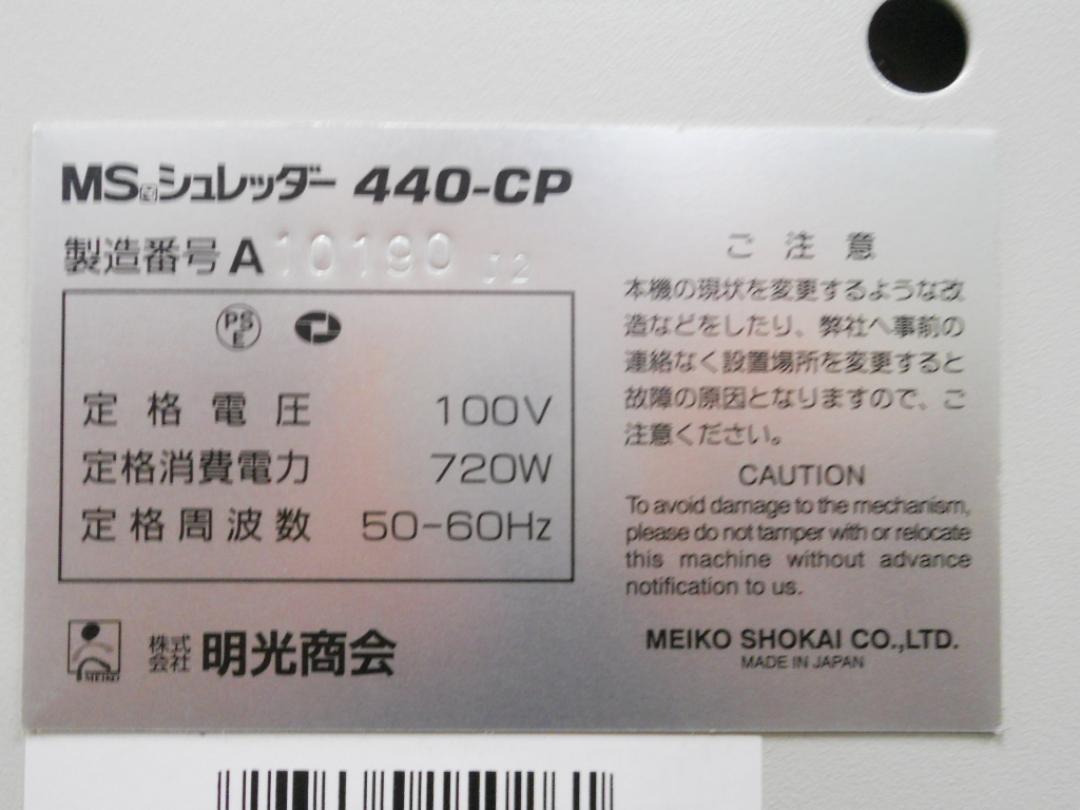 MSシュレッダー 440-CP
製造番号 A 10190 J2
PS
E
定格電圧 100V
定格消費電力 720W
定格周波数 50-60Hz
MEIKO
株式
会社 明光商会
ご注意
本機の現状を変更するような改
造などをしたり、弊社へ事前の
連絡なく設置場所を変更すると
故障の原因となりますので、ご
注意ください。
CAUTION
To avoid damage to the mechanism,
please do not tamper with or relocate
this machine without advance
notification to us.
MEIKO SHOKAI CO.,LTD.
MADE IN JAPAN